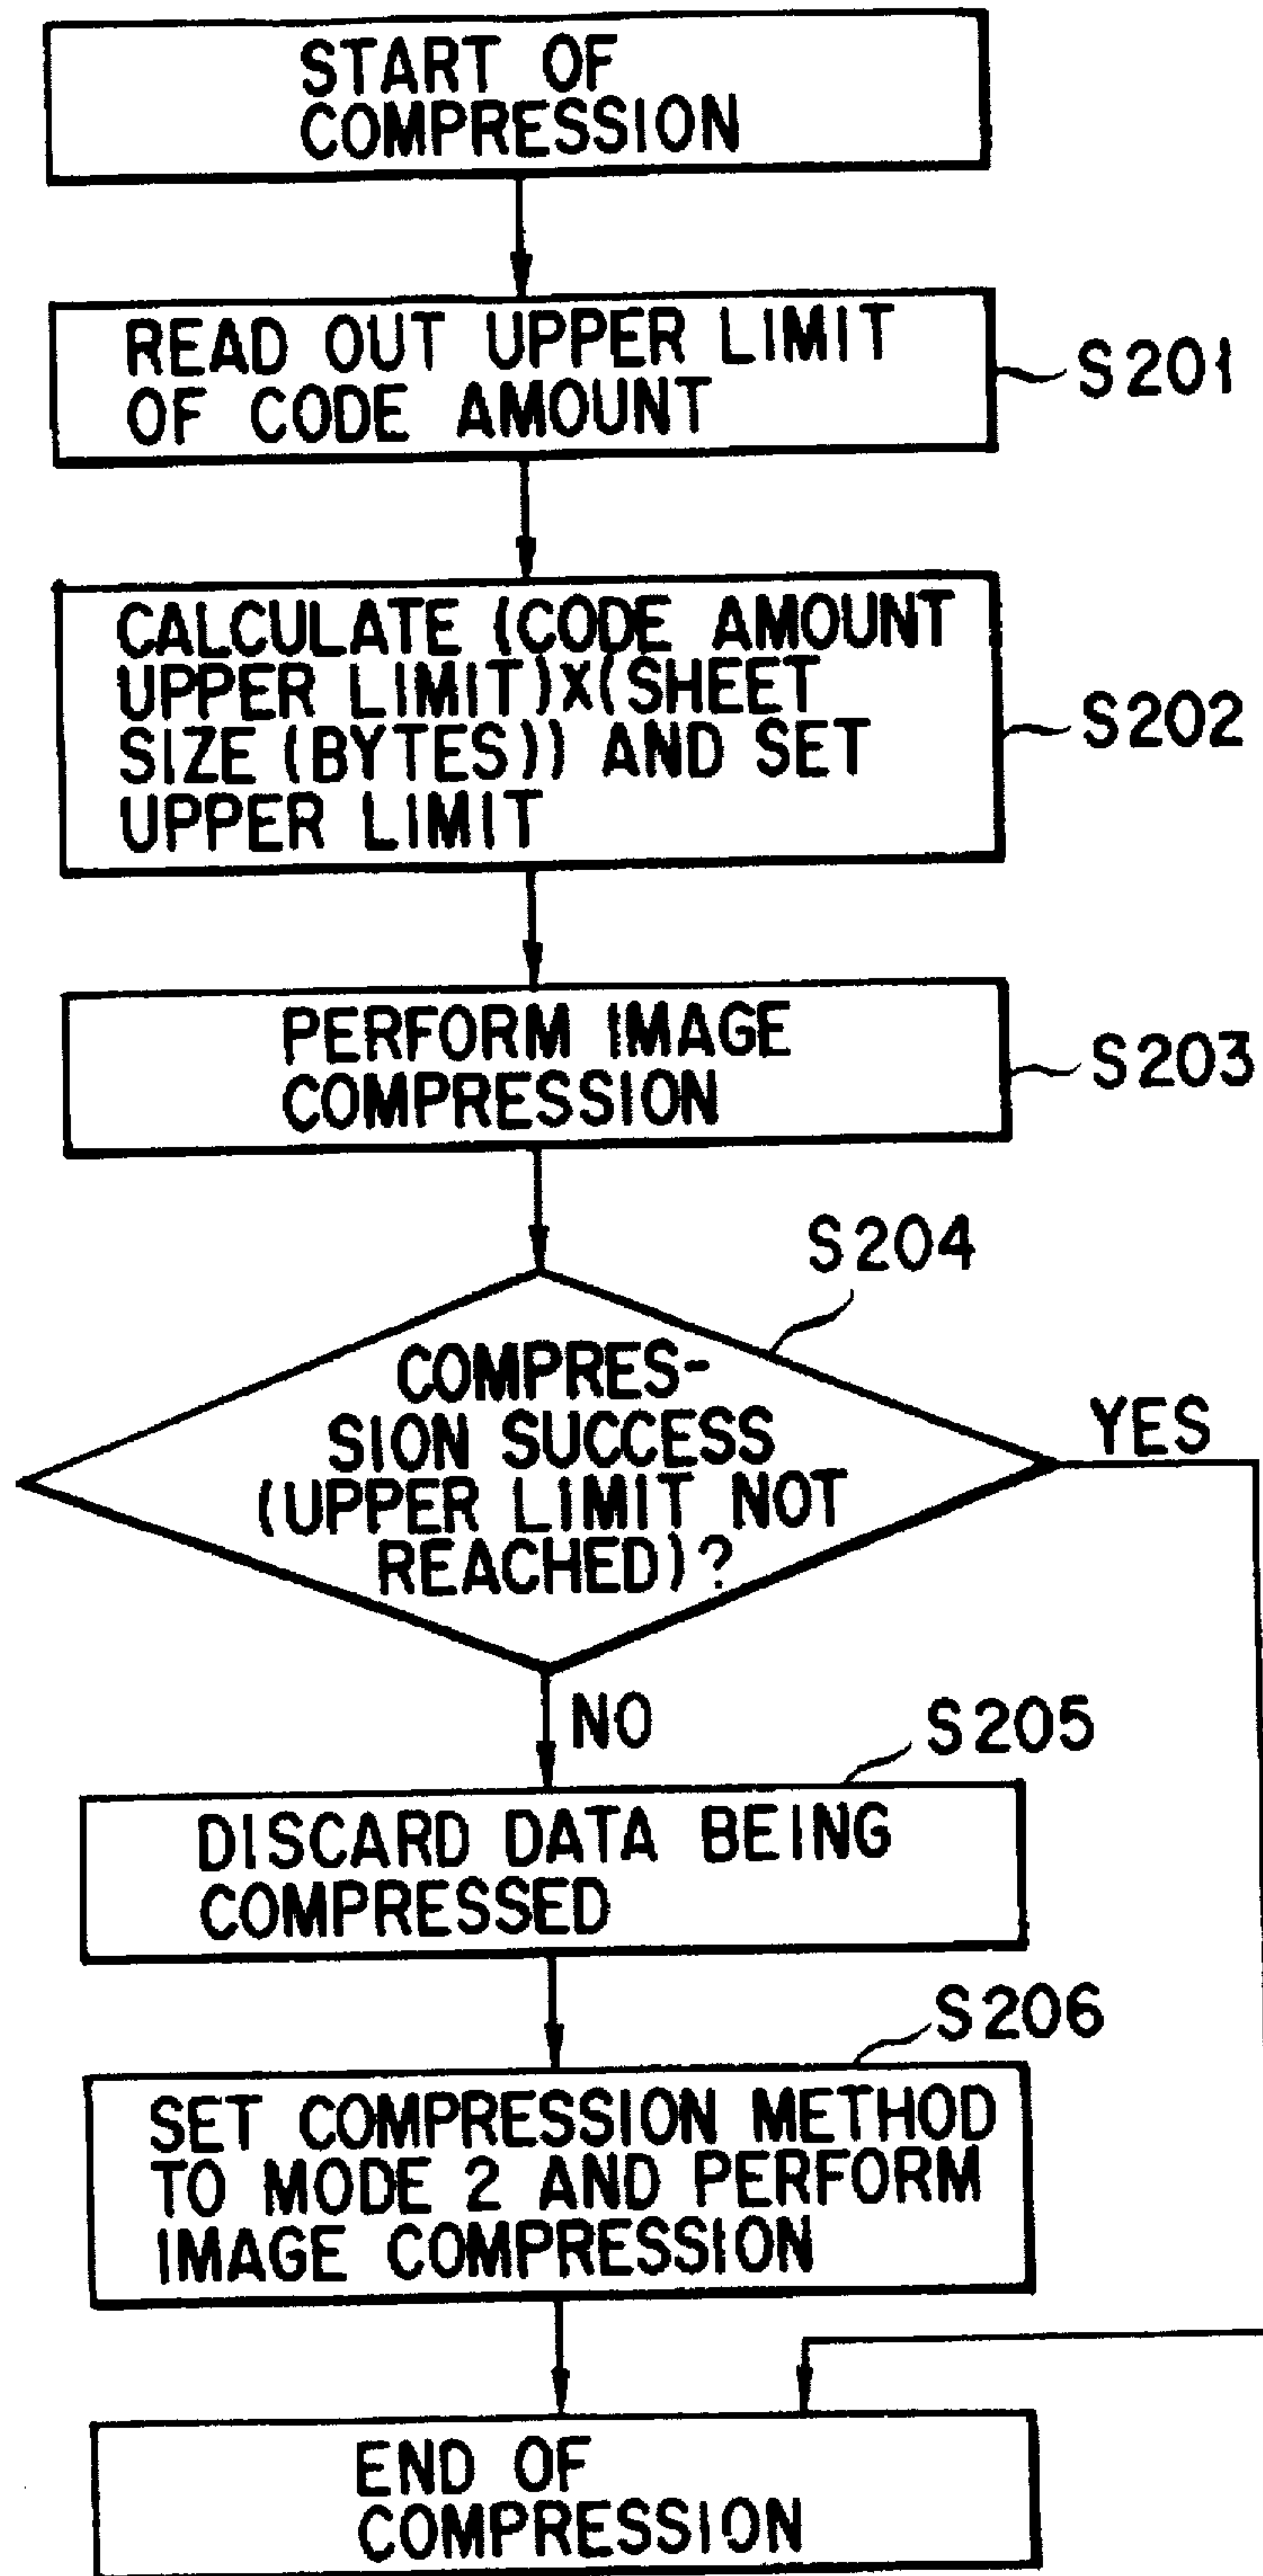 START OF
COMPRESSION
READ OUT UPPER LIMIT
OF CODE AMOUNT
S201
CALCULATE (CODE AMOUNT
UPPER LIMIT)X(SHEET
SIZE (BYTES)) AND SET
UPPER LIMIT
S202
PERFORM IMAGE
COMPRESSION
S203
S204
COMPRES-
SION SUCCESS
(UPPER LIMIT NOT
REACHED)?
YES
NO
S205
DISCARD DATA BEING
COMPRESSED
S206
SET COMPRESSION METHOD
TO MODE 2 AND PERFORM
IMAGE COMPRESSION
END OF
COMPRESSION